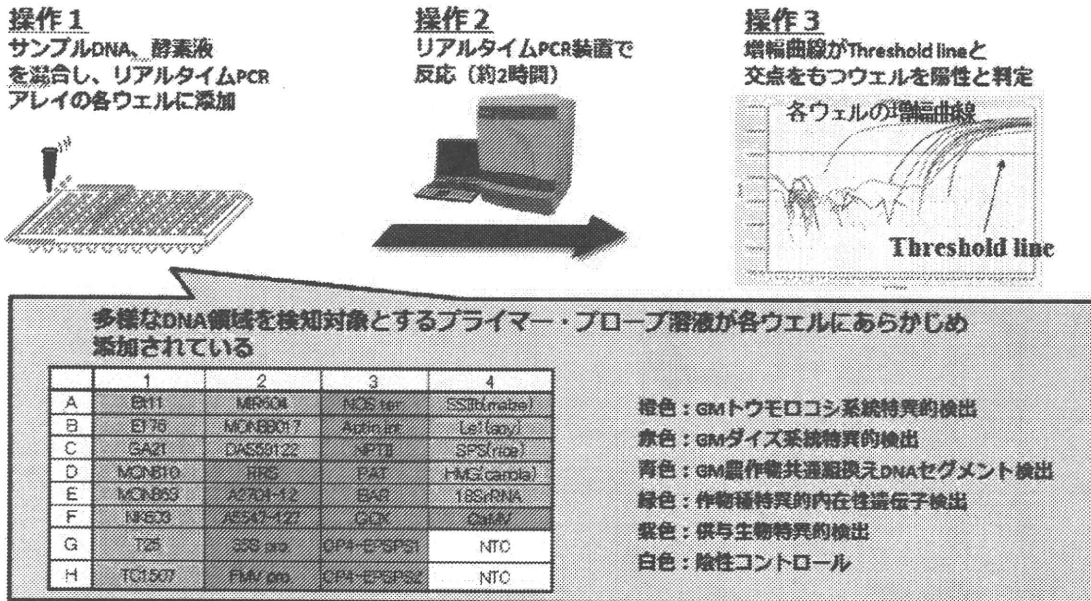 操作1
サンプルDNA、酵素液
を混合し、リアルタイムPCR
アレイの各ウェルに添加
操作2
リアルタイムPCR装置で
反応（約2時間）
操作3
増幅曲線がThreshold lineと
交点をもつウェルを陽性と判定
各ウェルの増幅曲線
Threshold line
多様なDNA領域を検知対象とするプライマー・プローブ溶液が各ウェルにあらかじめ
添加されている
1 2 3 4
A Bt11 MIR604 NOS ter SSIIb(maize)
B E176 MON88017 Actin int Le1(soy)
C GA21 DAS59122 NPTII SPS(rice)
D MON810 RRS PAT HMG(canola)
E MON863 A2704-12 BAR 18SrRNA
F NK603 A5547-127 GOX CaMV
G T25 35S pro. CP4-EPSPS1 NTC
H TC1507 FMV pro. CP4-EPSPS2 NTC
橙色：GMトウモロコシ系統特異的検出
赤色：GMダイズ系統特異的検出
青色：GM農作物共通組換えDNAセグメント検出
緑色：作物種特異的内在性遺伝子検出
紫色：供与生物特異的検出
白色：陰性コントロール